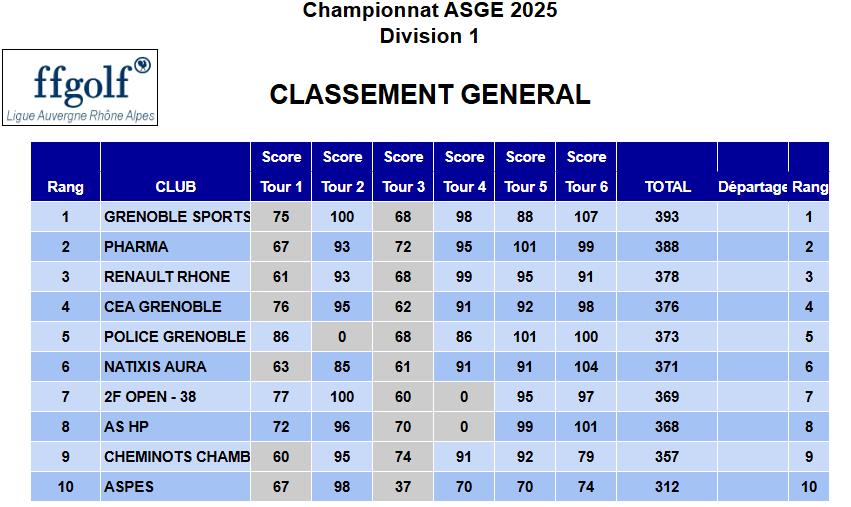 Championnat ASGE 2025
Division 1
ffgolf
Ligue Auvergne Rhône Alpes
CLASSEMENT GENERAL
Rang CLUB Score Tour 1 Score Tour 2 Score Tour 3 Score Tour 4 Score Tour 5 Score Tour 6 TOTAL Départage Rang
1 GRENOBLE SPORTS 75 100 68 98 88 107 393 1
2 PHARMA 67 93 72 95 101 99 388 2
3 RENAULT RHONE 61 93 68 99 95 91 378 3
4 CEA GRENOBLE 76 95 62 91 92 98 376 4
5 POLICE GRENOBLE 86 0 68 86 101 100 373 5
6 NATIXIS AURA 63 85 61 91 91 104 371 6
7 2F OPEN - 38 77 100 60 0 95 97 369 7
8 AS HP 72 96 70 0 99 101 368 8
9 CHEMINOTS CHAMB 60 95 74 91 92 79 357 9
10 ASPES 67 98 37 70 70 74 312 10